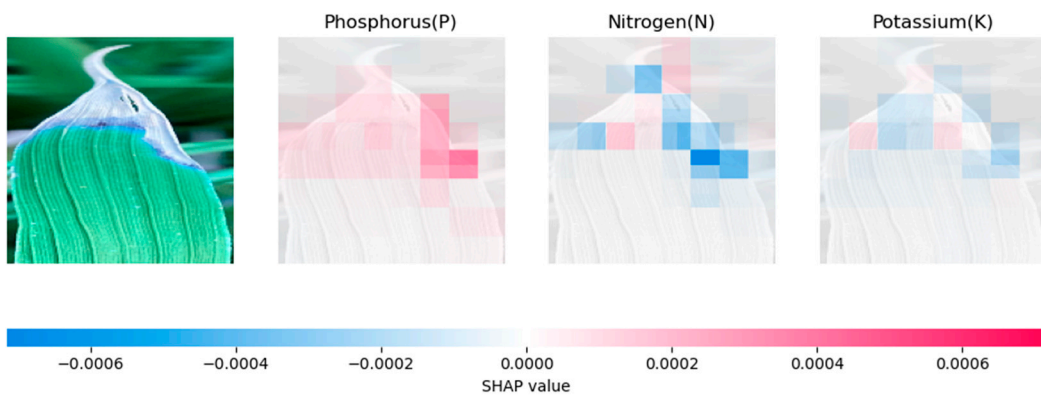 Phosphorus(P) Nitrogen(N) Potassium(K)
−0.0006 −0.0004 −0.0002 0.0000 0.0002 0.0004 0.0006
SHAP value